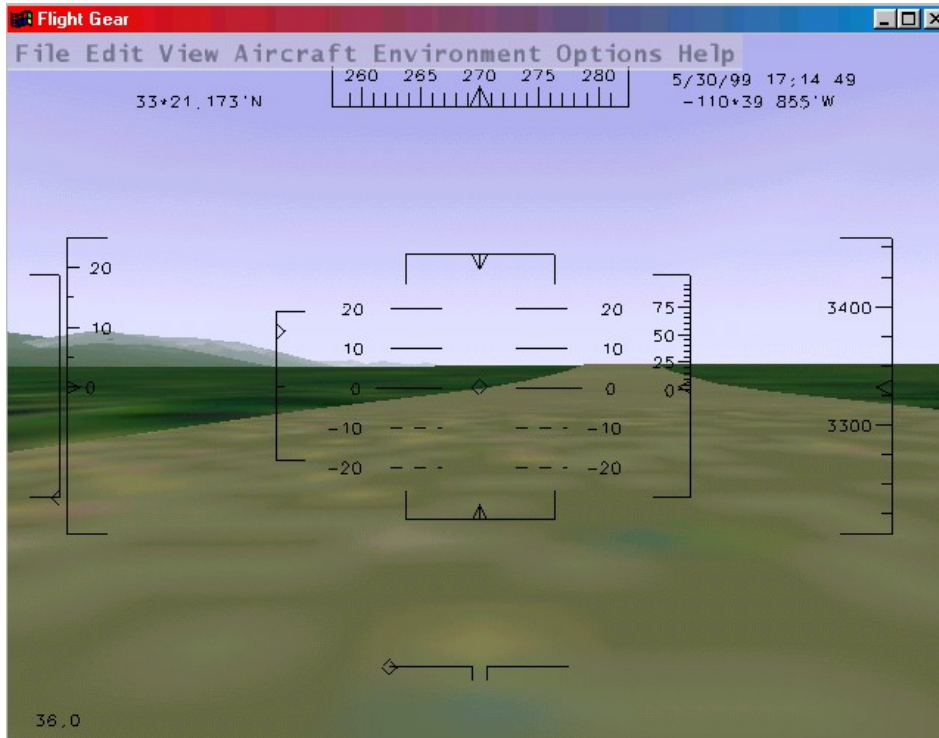 Flight Gear
File Edit View Aircraft Environment Options Help
260 265 270 275 280
5/30/99 17;14 49
33*21.173'N
-110*39 855'W
20
20 20 75 3400
10 10 10 50
25
0 0 0 0
-10 -10 3300
-20 -20
36.0